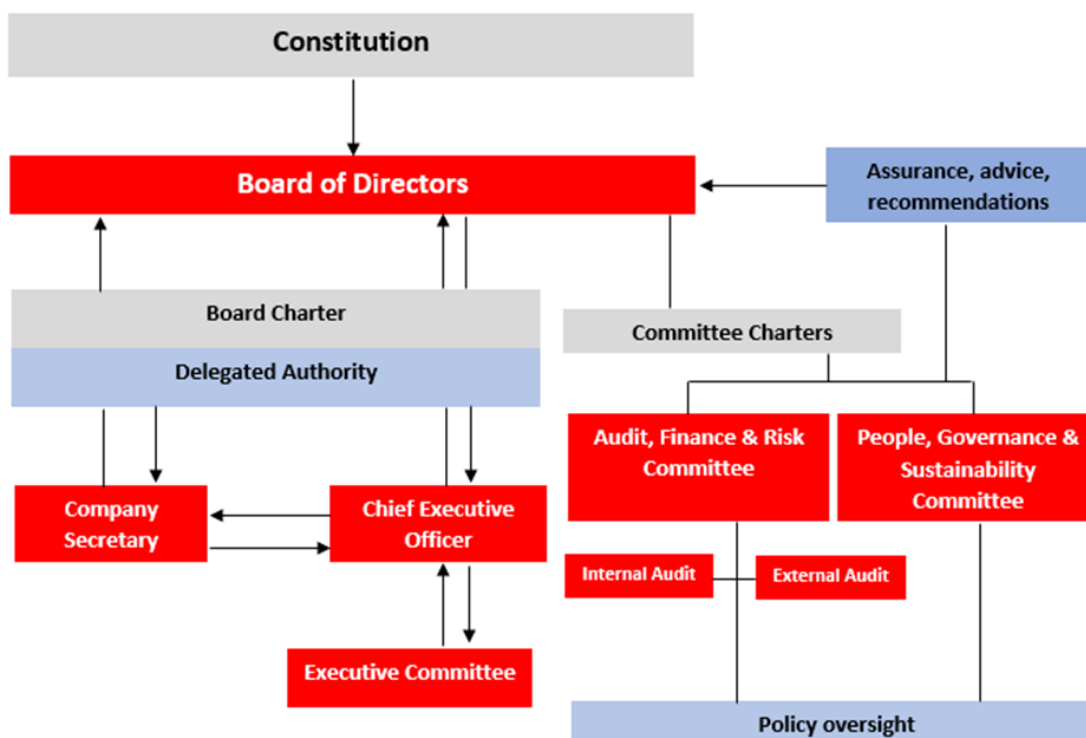 Constitution
Board of Directors
Assurance, advice,
recommendations
Board Charter
Delegated Authority
Committee Charters
Audit, Finance & Risk
Committee
People, Governance &
Sustainability
Committee
Company
Secretary
Chief Executive
Officer
Internal Audit
External Audit
Executive Committee
Policy oversight